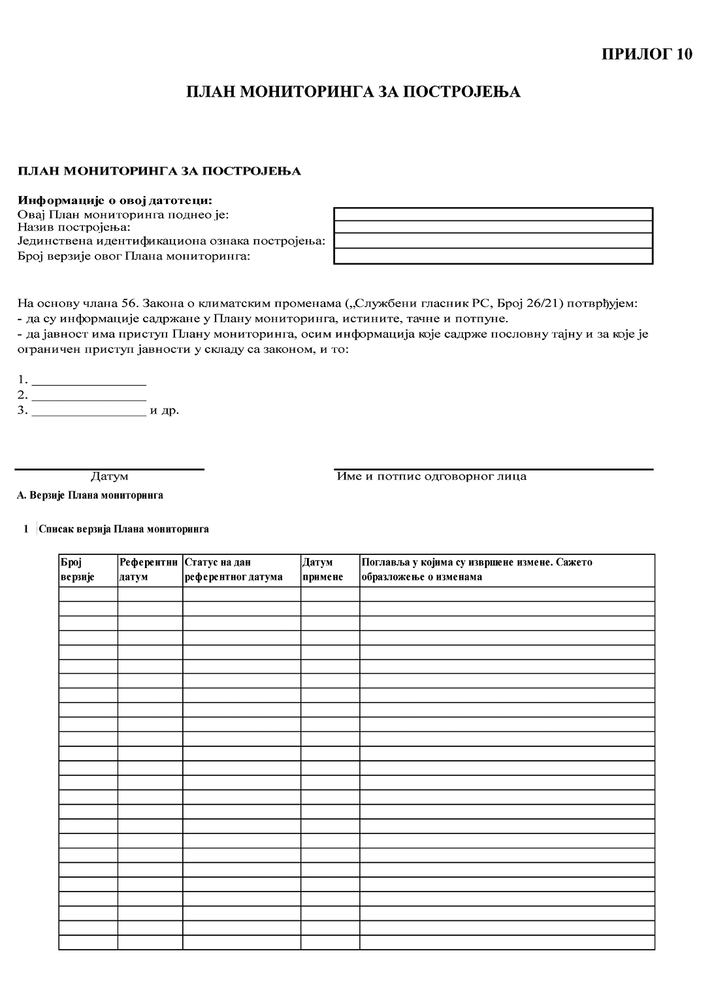 ПРИЛОГ 10
ПЛАН МОНИТОРИНГА ЗА ПОСТРОЈЕЊА
ПЛАН МОНИТОРИНГА ЗА ПОСТРОЈЕЊА
Информације о овој датотеци:
Овај План мониторинга поднео је:
Назив постројења:
Јединствена идентификациона ознака постројења:
Број верзије овог Плана мониторинга:
На основу члана 56. Закона о климатским променама („Службени гласник РС, Број 26/21) потврђујем:
- да су информације садржане у Плану мониторинга, истините, тачне и потпуне.
- да јавност има приступ Плану мониторинга, осим информација које садрже пословну тајну и за које је
ограничен приступ јавности у складу са законом, и то:
1. __________________
2. __________________
3. __________________ и др.
Датум Име и потпис одговорног лица
А. Верзије Плана мониторинга
1 Списак верзија Плана мониторинга
Број Референтни Статус на дан Датум Поглавља у којима су извршене измене. Сажето
верзије датум референтног датума примене образложење о изменама